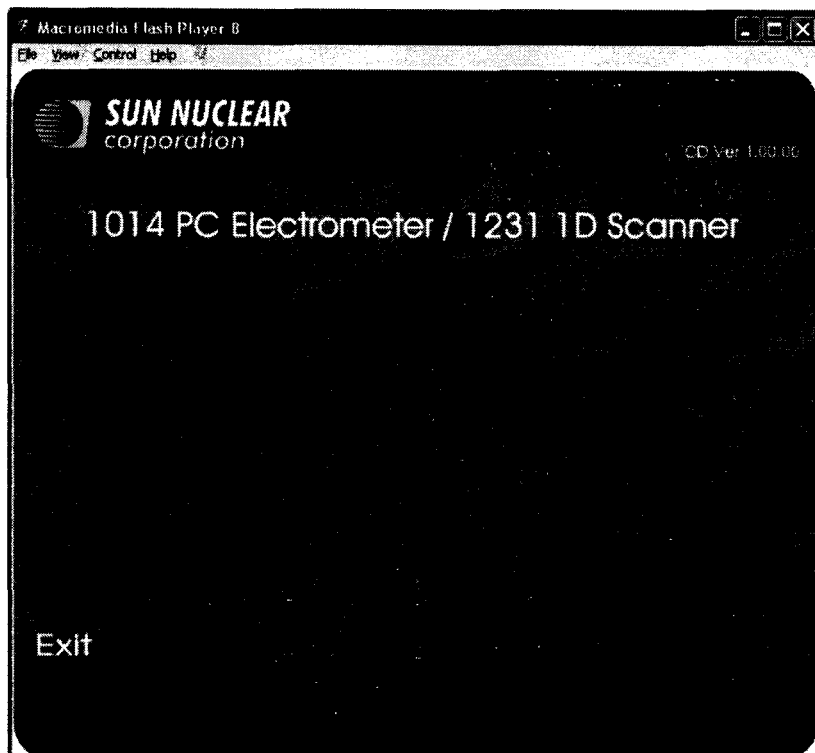 Macromedia Flash Player 8
File View Control Help
SUN NUCLEAR
corporation
CD Ver 1.00.00
1014 PC Electrometer / 1231 1D Scanner
Exit